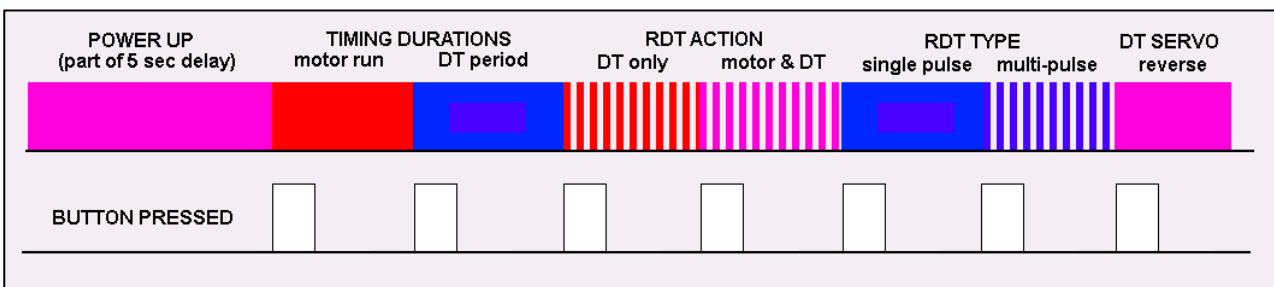 POWER UP
(part of 5 sec delay)
TIMING DURATIONS
motor run DT period
RDT ACTION
DT only motor & DT
RDT TYPE
single pulse multi-pulse
DT SERVO
reverse
BUTTON PRESSED